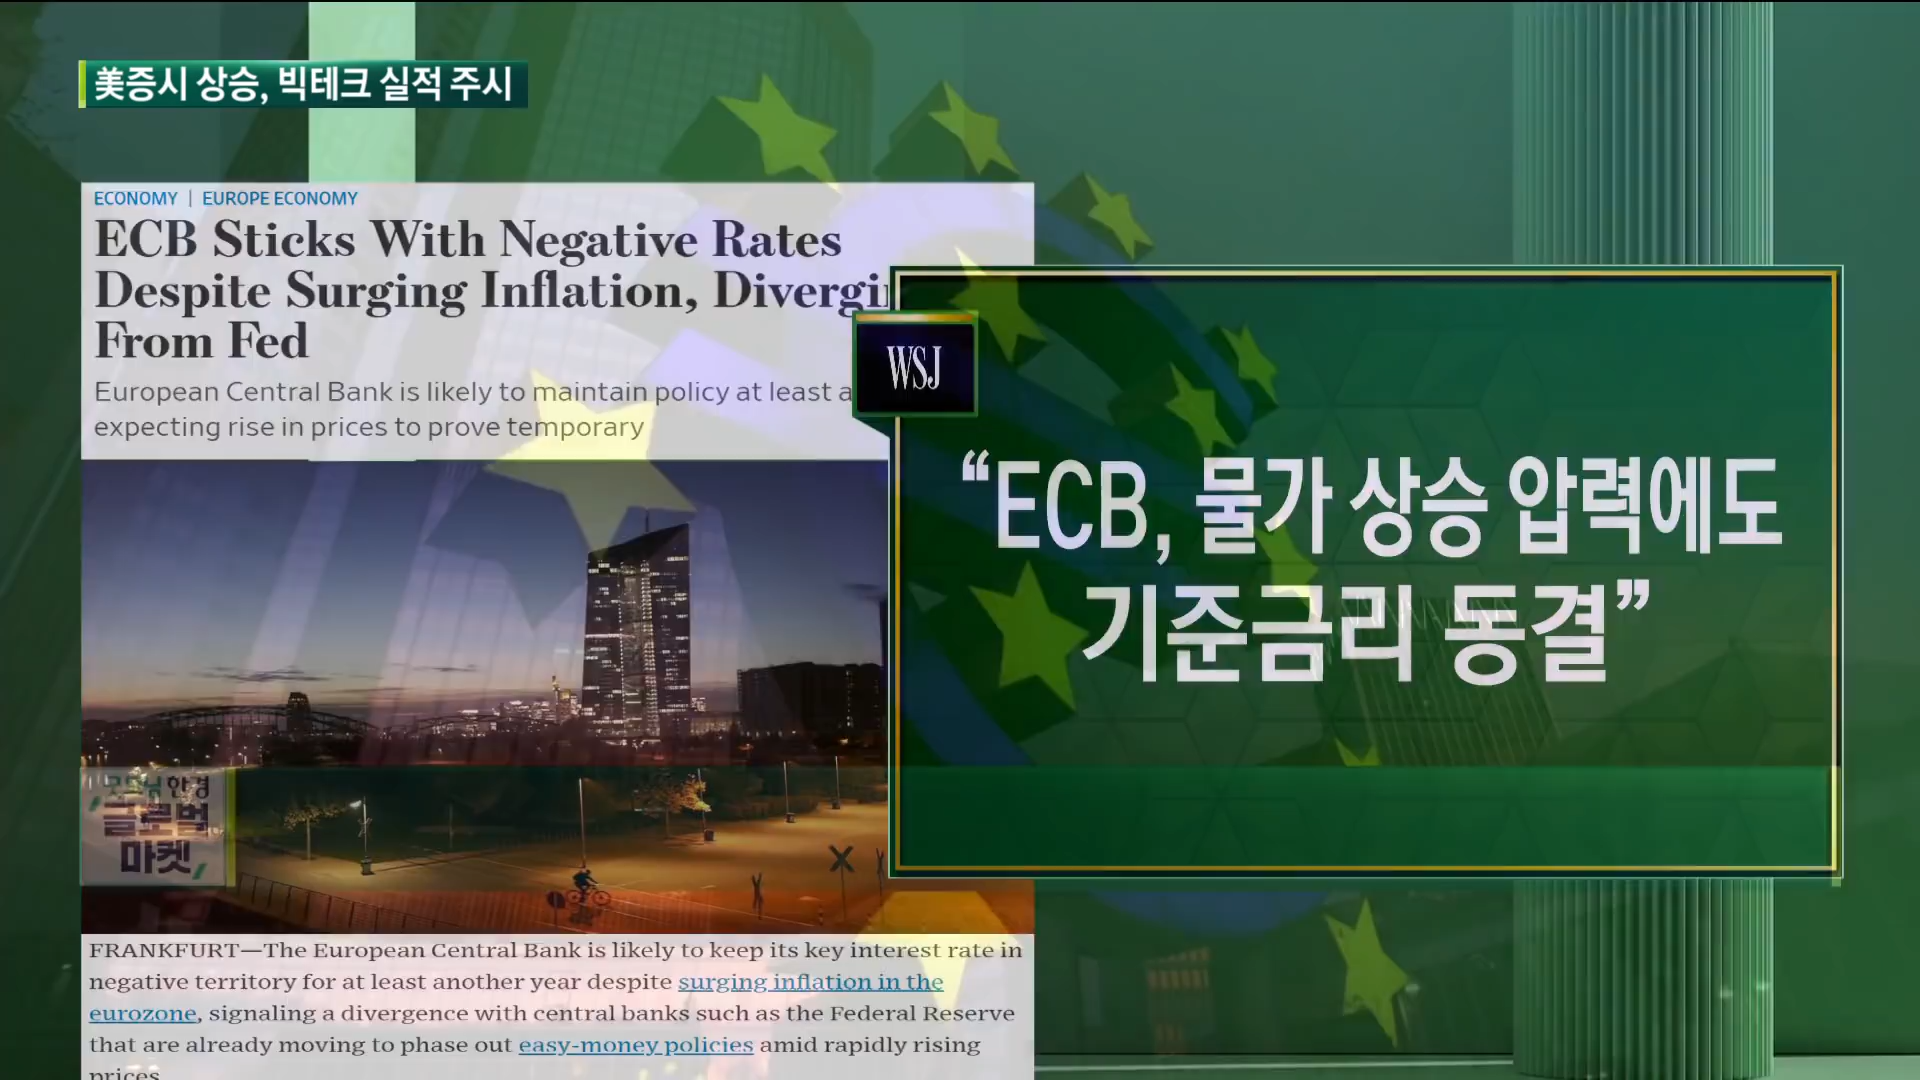 美증시 상승, 빅테크 실적 주시
ECONOMY | EUROPE ECONOMY
ECB Sticks With Negative Rates
Despite Surging Inflation, Divergi
From Fed
European Central Bank is likely to maintain policy at least a
expecting rise in prices to prove temporary
WSJ
“ECB, 물가 상승 압력에도
기준금리 동결”
한경
글로벌
마켓
FRANKFURT—The European Central Bank is likely to keep its key interest rate in
negative territory for at least another year despite surging inflation in the
eurozone, signaling a divergence with central banks such as the Federal Reserve
that are already moving to phase out easy-money policies amid rapidly rising
prices